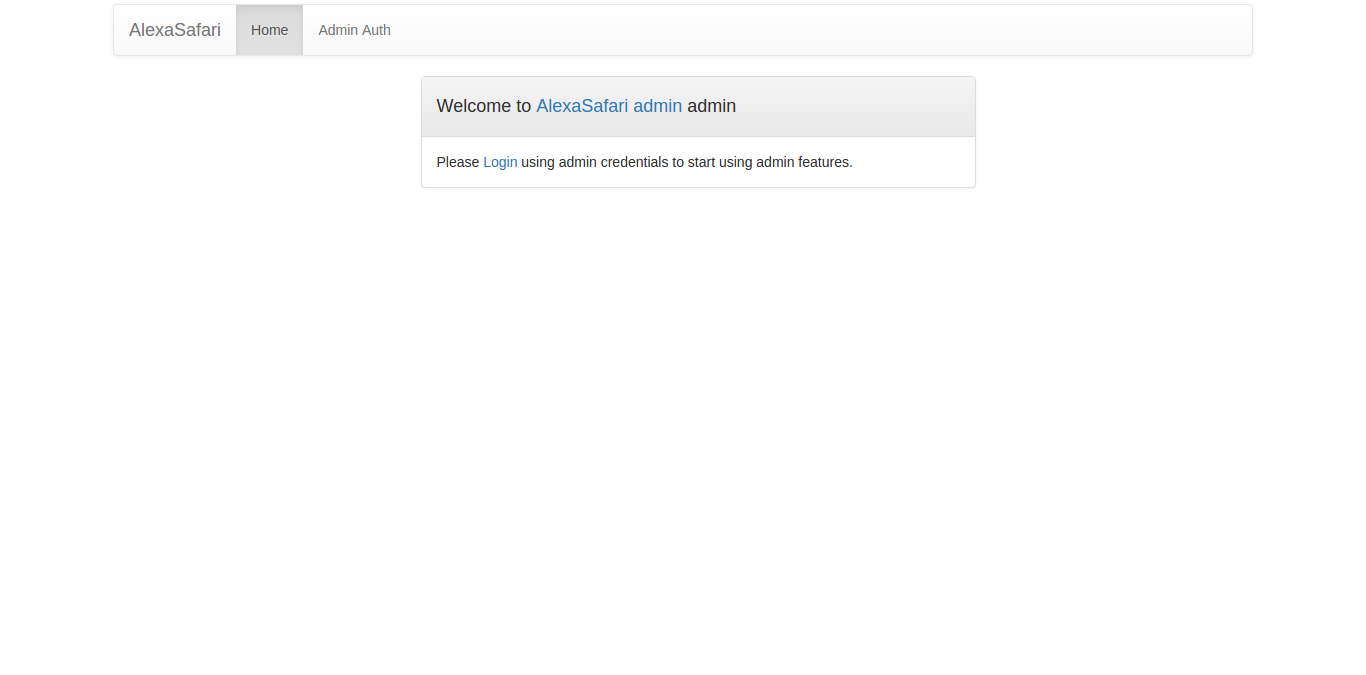 AlexaSafari Home Admin Auth
Welcome to AlexaSafari admin admin
Please Login using admin credentials to start using admin features.